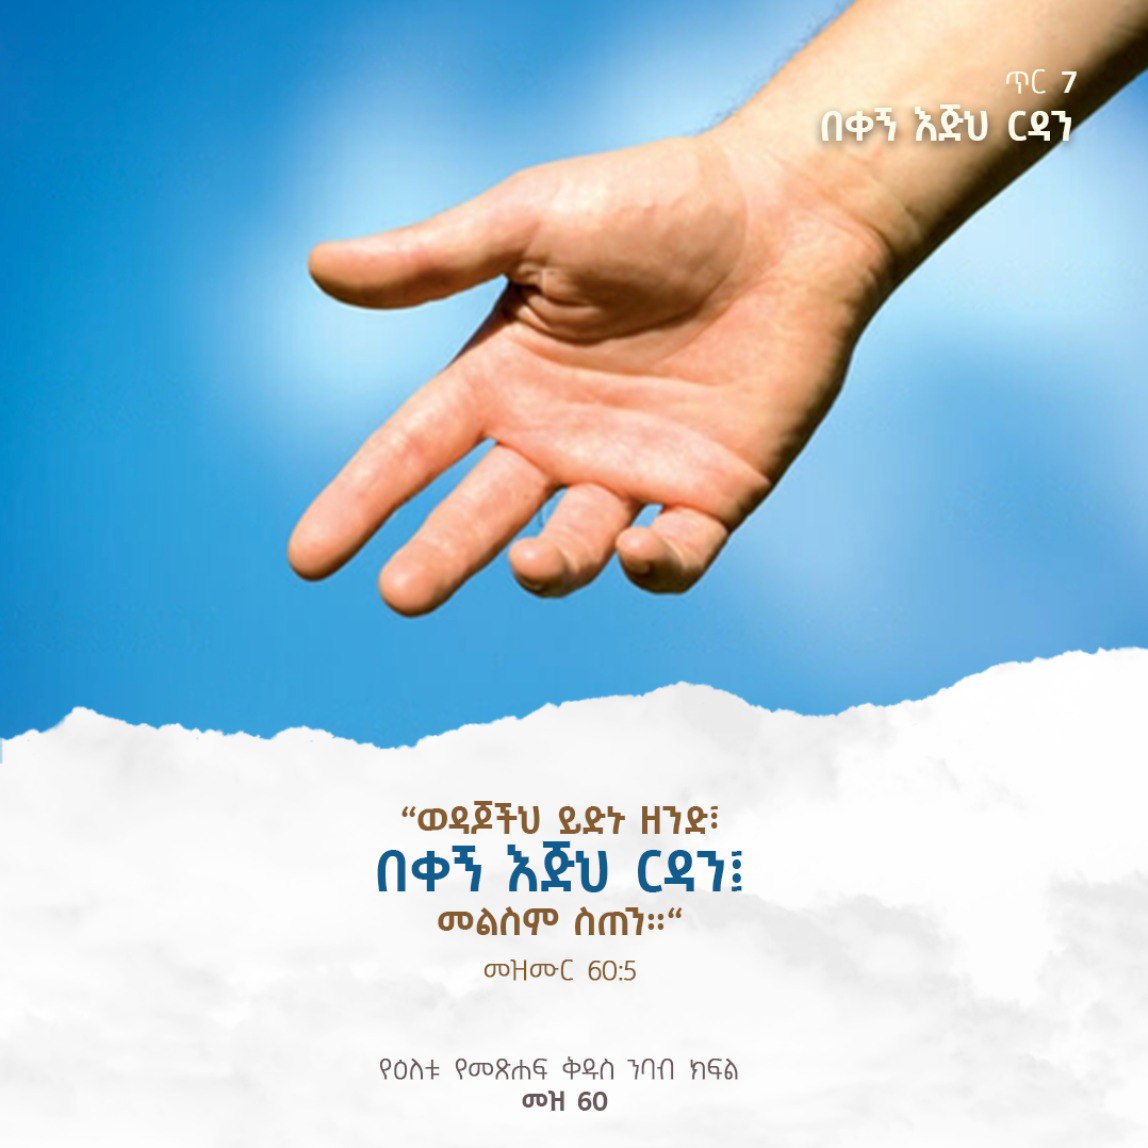 ጥር 7
በቀኝ እጅህ ርዳን
“ወዳጆችህ ይድኑ ዘንድ፣
በቀኝ እጅህ ርዳን፤
መልስም ስጠን።“
መዝሙር 60:5
የዕለቱ የመጽሐፍ ቅዱስ ንባብ ክፍል
መዝ 60